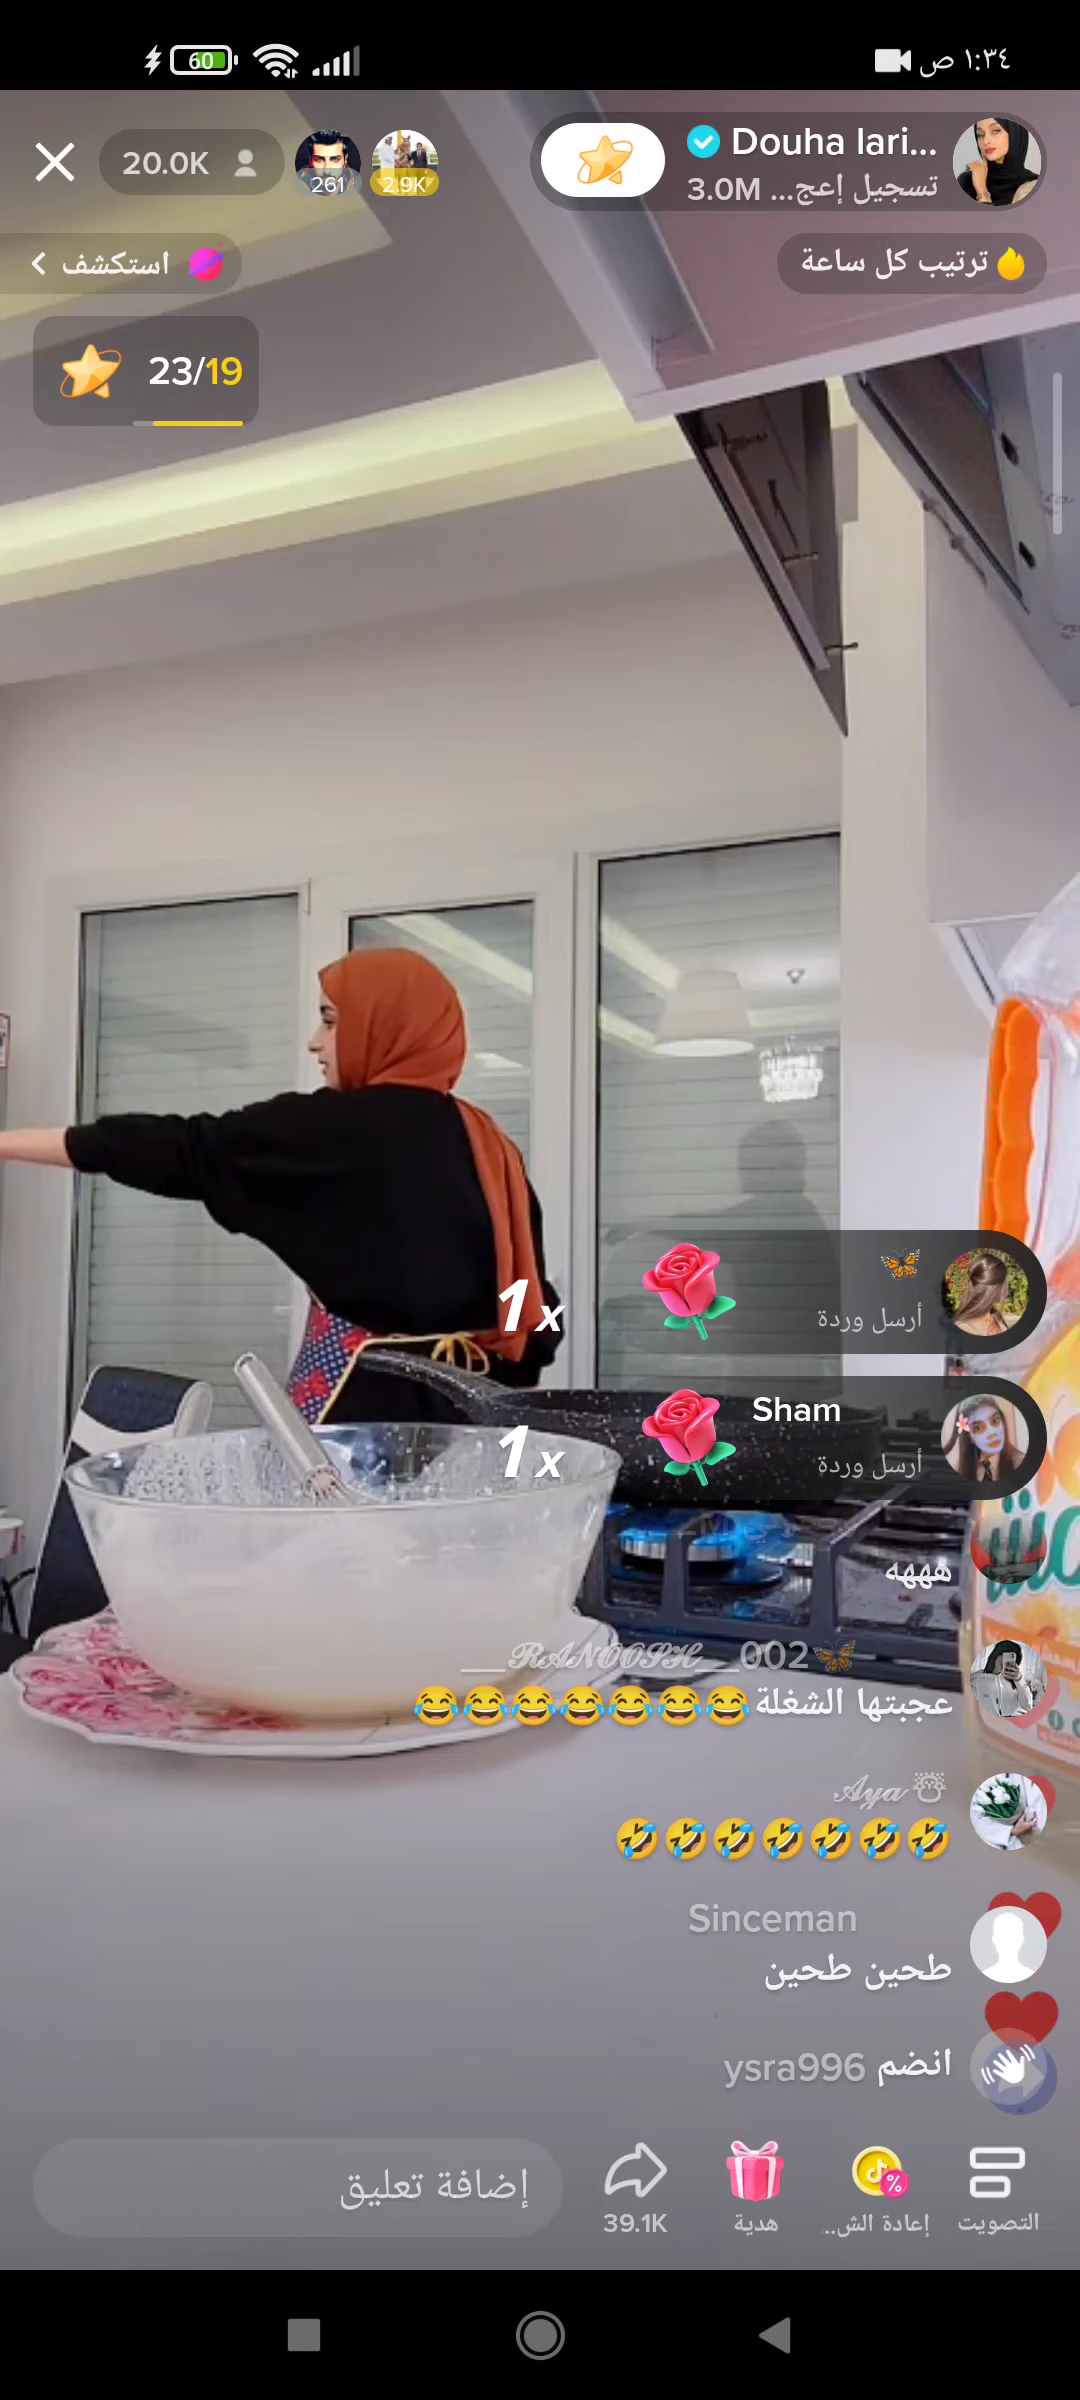 60
١:٣٤ ص
20.0K
261
2.9K
Douha lari...
تسجيل إعج... 3.0M
استكشف
ترتيب كل ساعة
23/19
أرسل وردة
1x
Sham
أرسل وردة
1x
هههه
__𝓡𝓐𝓝𝓞𝓞𝓢𝓗__002🦋
عجبتها الشغلة😂😂😂😂😂😂😂
𝓐𝔂𝓪☃
🤣🤣🤣🤣🤣🤣🤣
Sinceman
طحين طحين
ysra996 انضم
إضافة تعليق
39.1K
هدية
إعادة الش...
التصويت